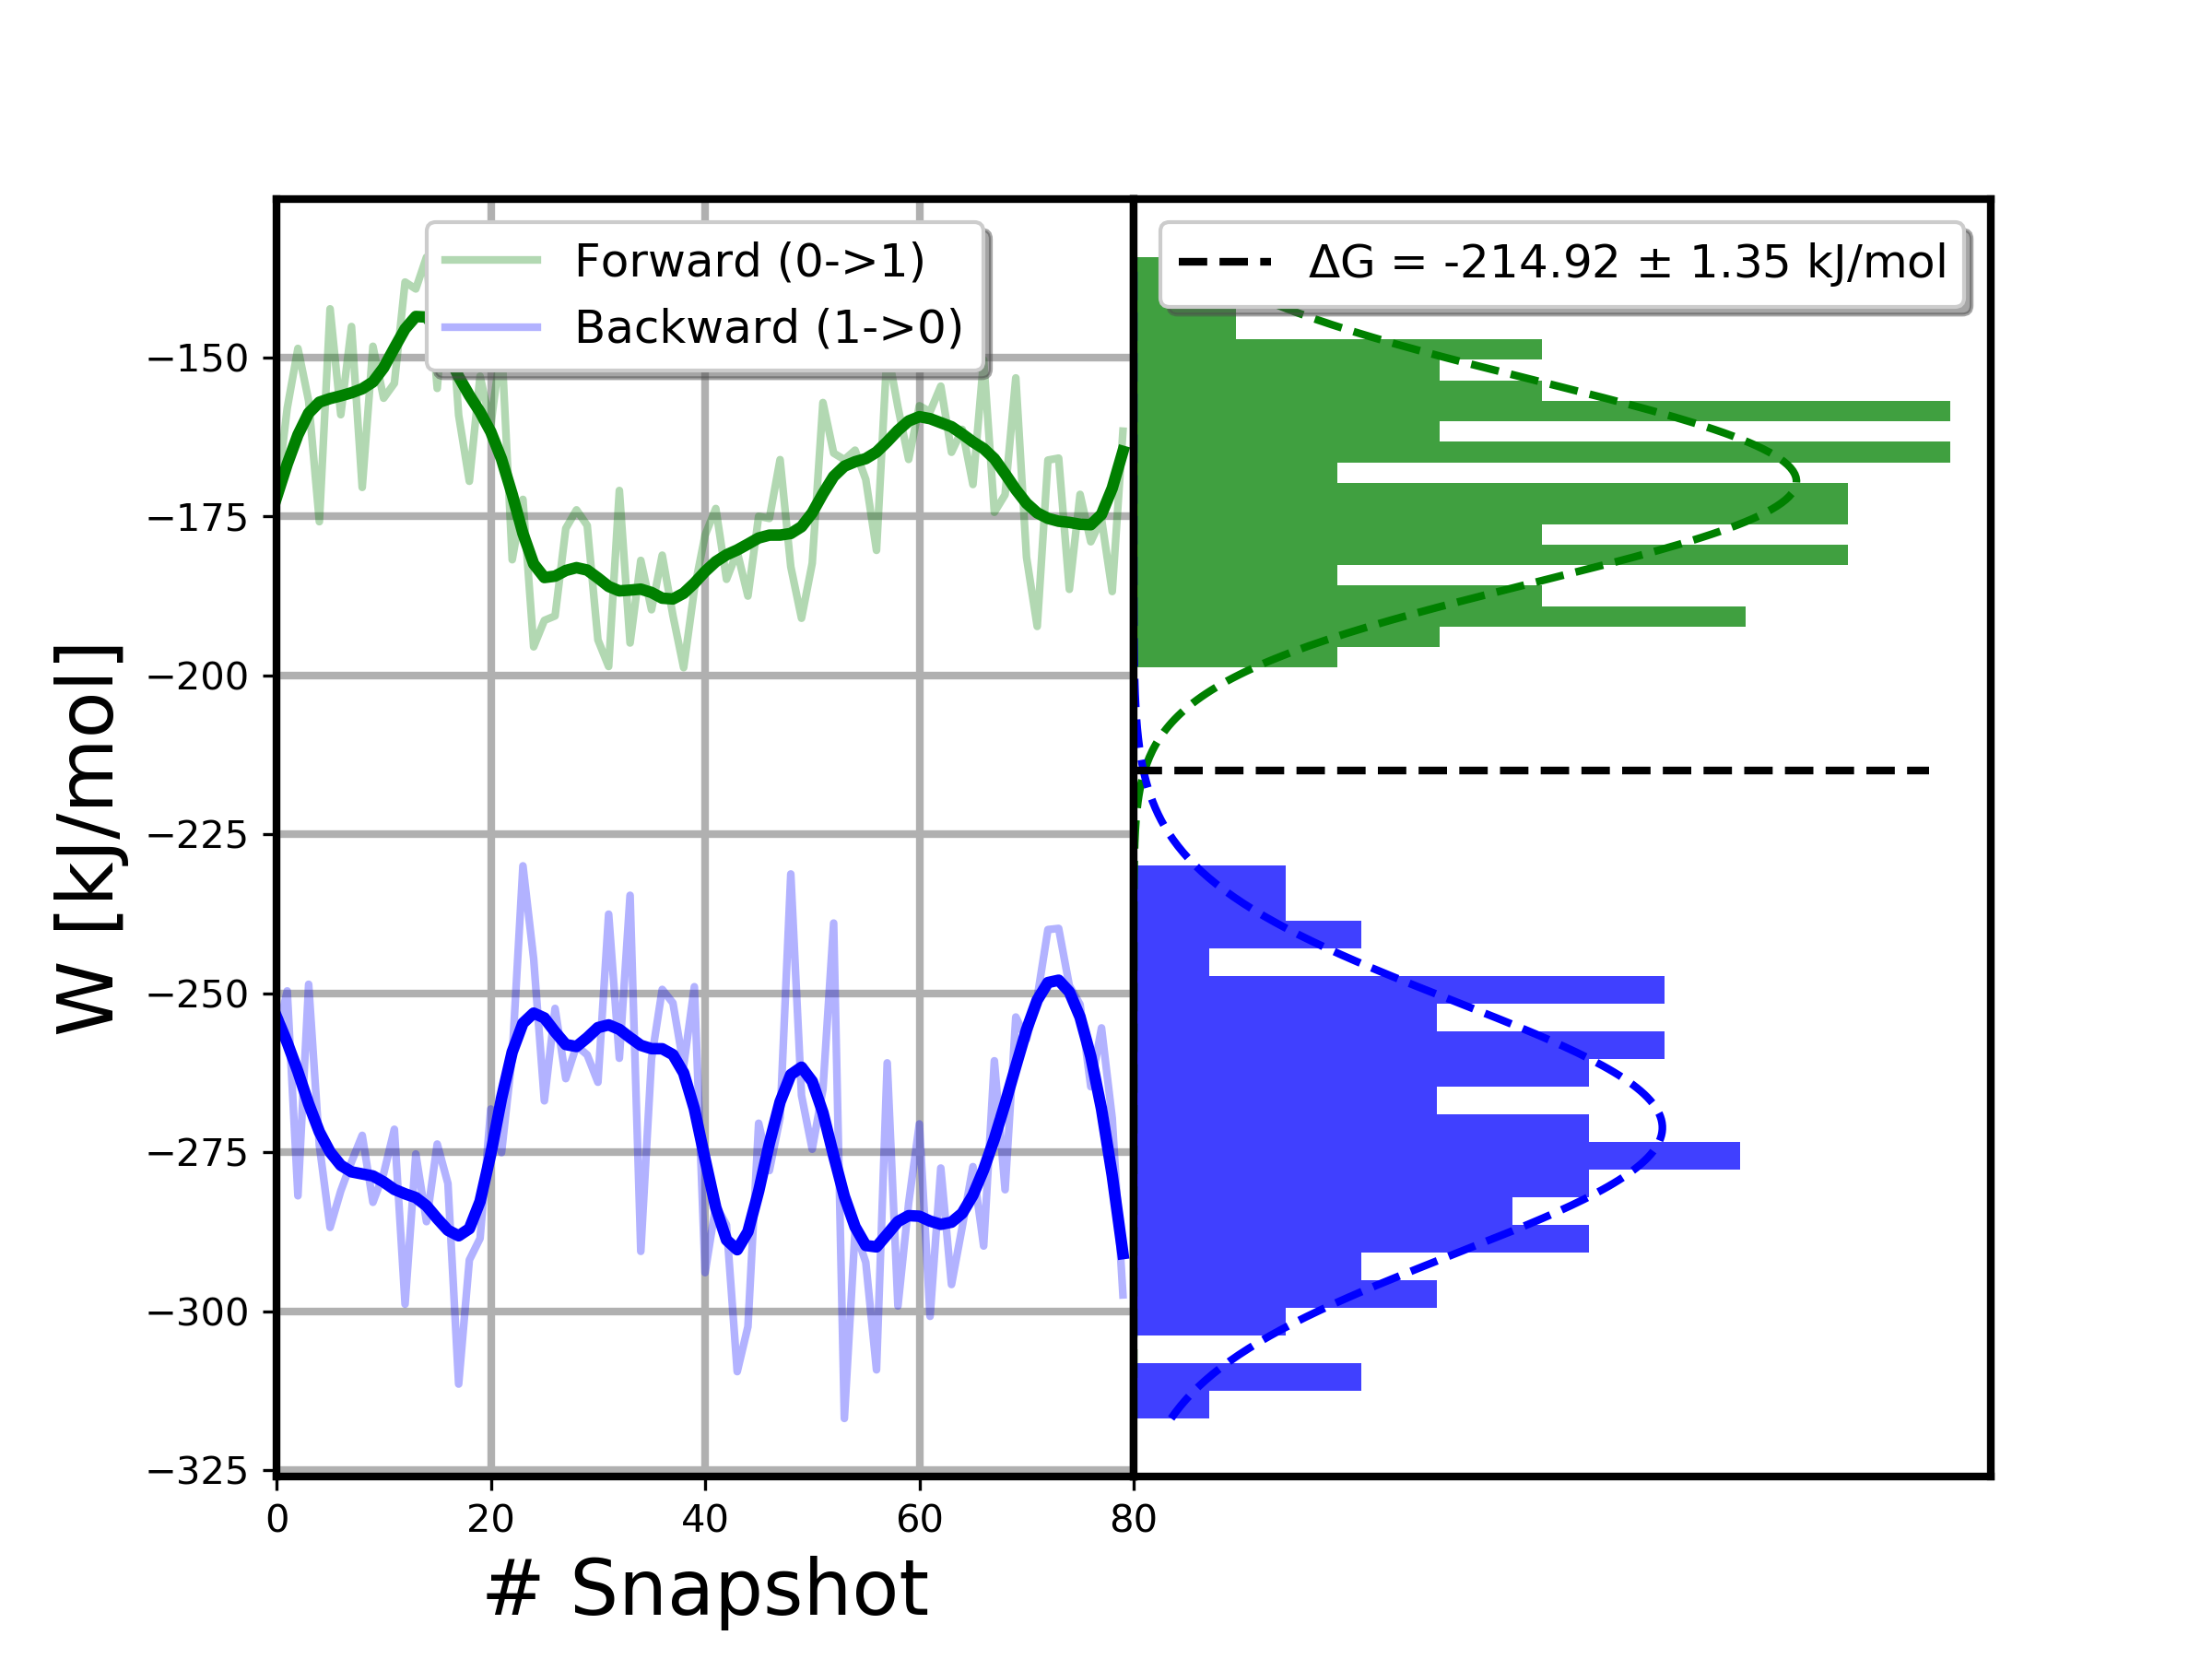 Forward (0->1)
Backward (1->0)
ΔG = -214.92 ± 1.35 kJ/mol
W [kJ/mol]
−150
−175
−200
−225
−250
−275
−300
−325
0 20 40 60 80
# Snapshot